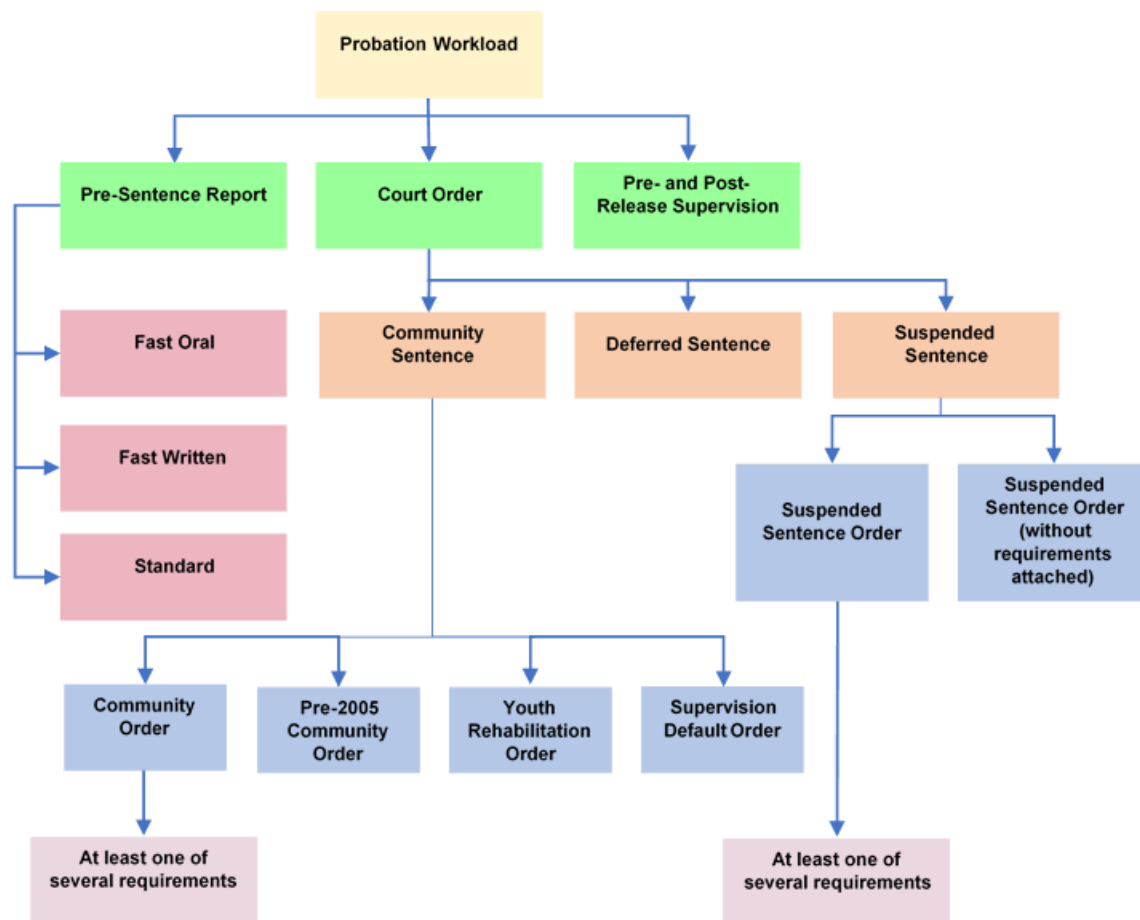 Probation Workload
Pre-Sentence Report
Court Order
Pre- and Post-
Release Supervision
Fast Oral
Fast Written
Standard
Community
Sentence
Deferred Sentence
Suspended
Sentence
Suspended
Sentence Order
Suspended
Sentence Order
(without
requirements
attached)
Community
Order
Pre-2005
Community
Order
Youth
Rehabilitation
Order
Supervision
Default Order
At least one of
several requirements
At least one of
several requirements